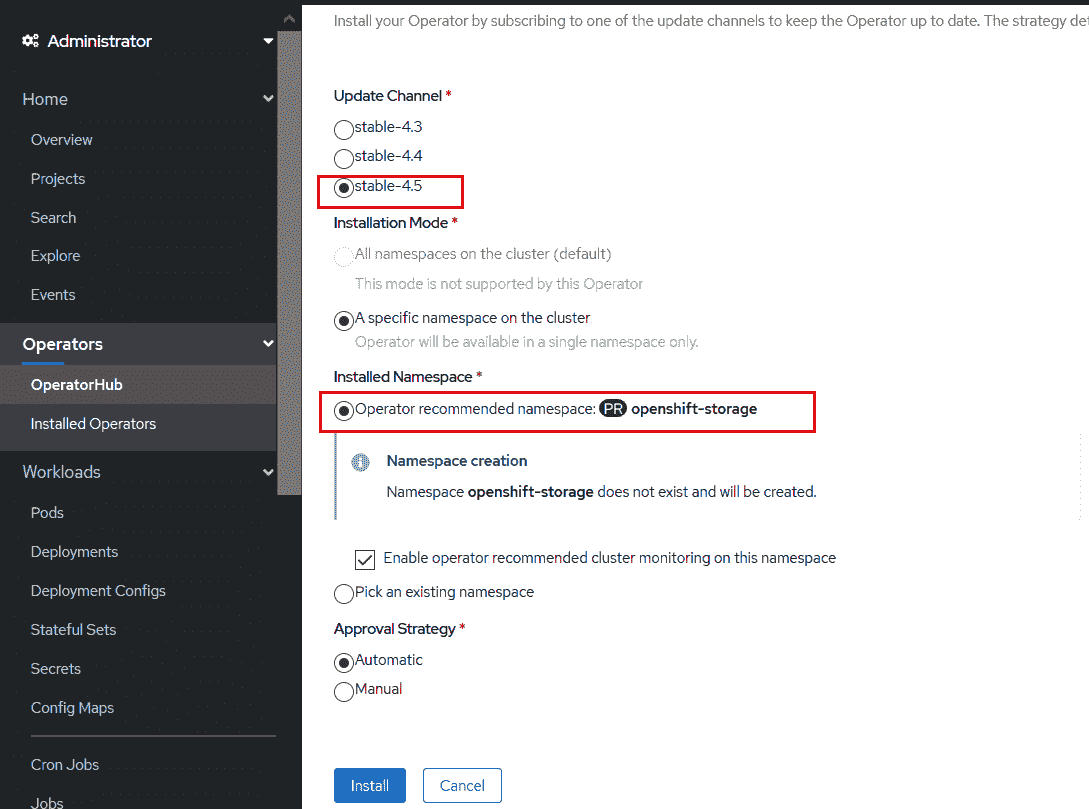 Administrator
Home
Overview
Projects
Search
Explore
Events
Operators
OperatorHub
Installed Operators
Workloads
Pods
Deployments
Deployment Configs
Stateful Sets
Secrets
Config Maps
Cron Jobs
Jobs
Install your Operator by subscribing to one of the update channels to keep the Operator up to date. The strategy
Update Channel *
stable-4.3
stable-4.4
stable-4.5
Installation Mode *
All namespaces on the cluster (default)
This mode is not supported by this Operator
A specific namespace on the cluster
Operator will be available in a single namespace only.
Installed Namespace *
Operator recommended namespace: PR openshift-storage
Namespace creation
Namespace openshift-storage does not exist and will be created.
Enable operator recommended cluster monitoring on this namespace
Pick an existing namespace
Approval Strategy *
Automatic
Manual
Install Cancel